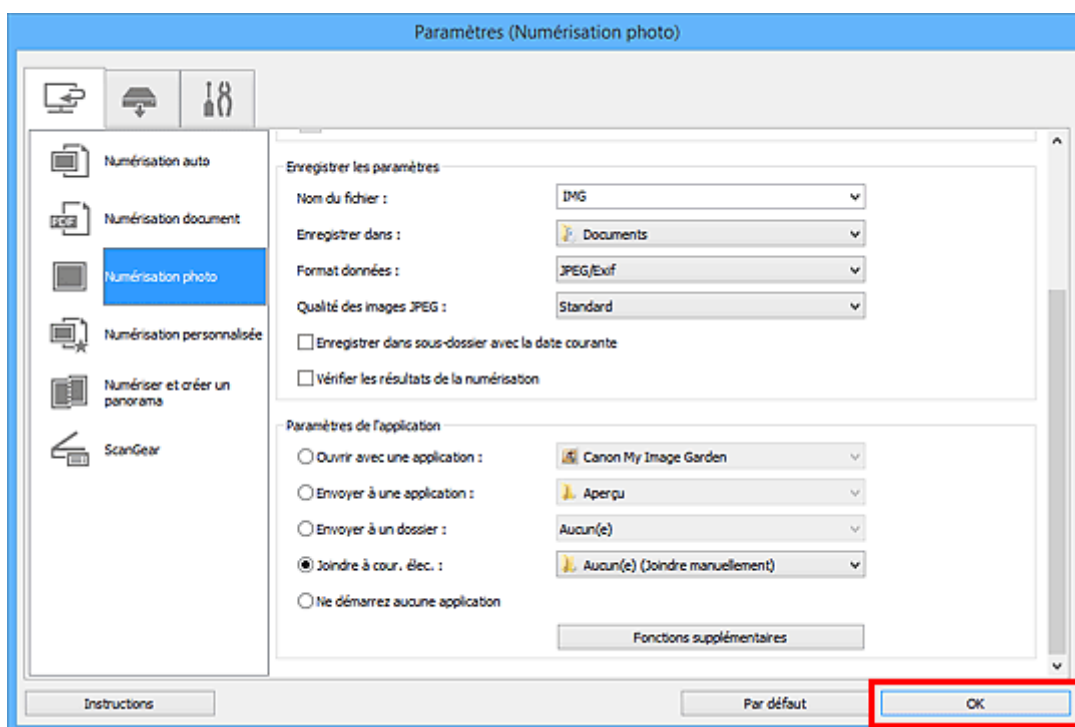 Paramètres (Numérisation photo)
Numérisation auto
PDF
Numérisation document
Numérisation photo
Numérisation personnalisée
Numériser et créer un
panorama
ScanGear
Enregistrer les paramètres
Nom du fichier : IMG
Enregistrer dans : Documents
Format données : JPEG/Exif
Qualité des images JPEG : Standard
Enregistrer dans sous-dossier avec la date courante
Vérifier les résultats de la numérisation
Paramètres de l'application
Ouvrir avec une application : Canon My Image Garden
Envoyer à une application : Aperçu
Envoyer à un dossier : Aucun(e)
Joindre à cour. élec. : Aucun(e) (Joindre manuellement)
Ne démarrez aucune application
Fonctions supplémentaires
Instructions
Par défaut
OK